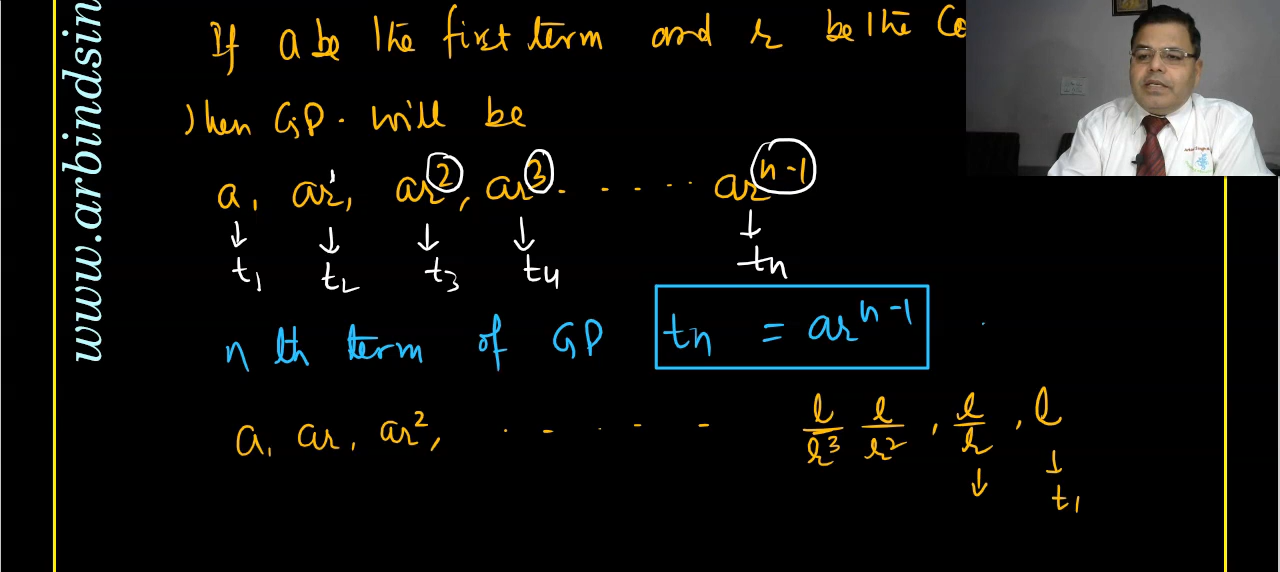 www.arbindsin
If a be the first term and r be the Co
Then G.P. will be
a, ar¹, ar², ar³ . . . . . ar^(n-1)
↓ ↓ ↓ ↓ ↓
t₁ t₂ t₃ t₄ tn
n th term of GP tn = ar^(n-1)
a, ar, ar², . - . - - l/r³ l/r², l/r, l
↓ ↓
t₁